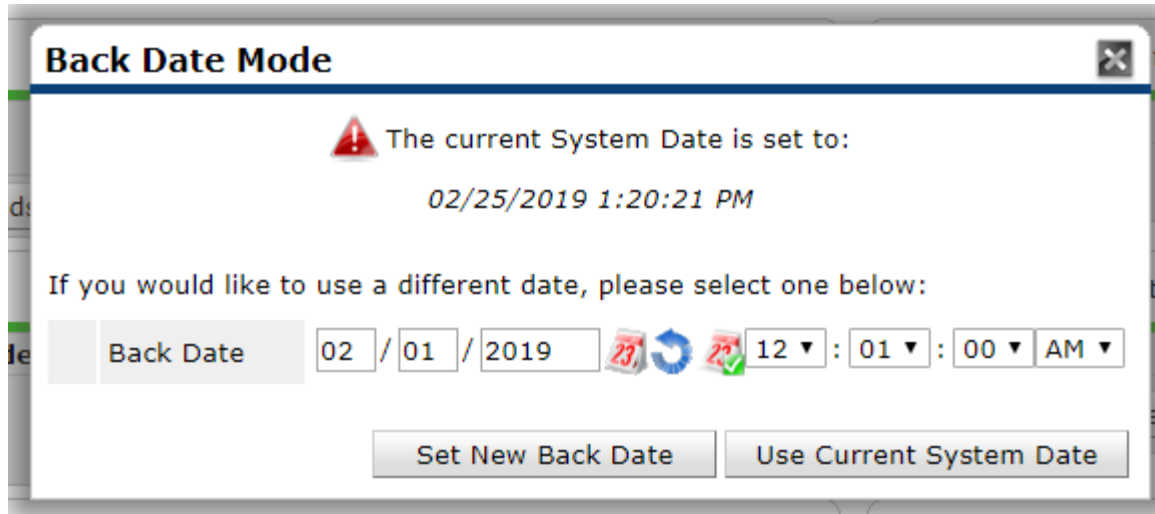 Back Date Mode
The current System Date is set to:
02/25/2019 1:20:21 PM
If you would like to use a different date, please select one below:
Back Date 02 / 01 / 2019 23 12 : 01 : 00 AM
Set New Back Date Use Current System Date